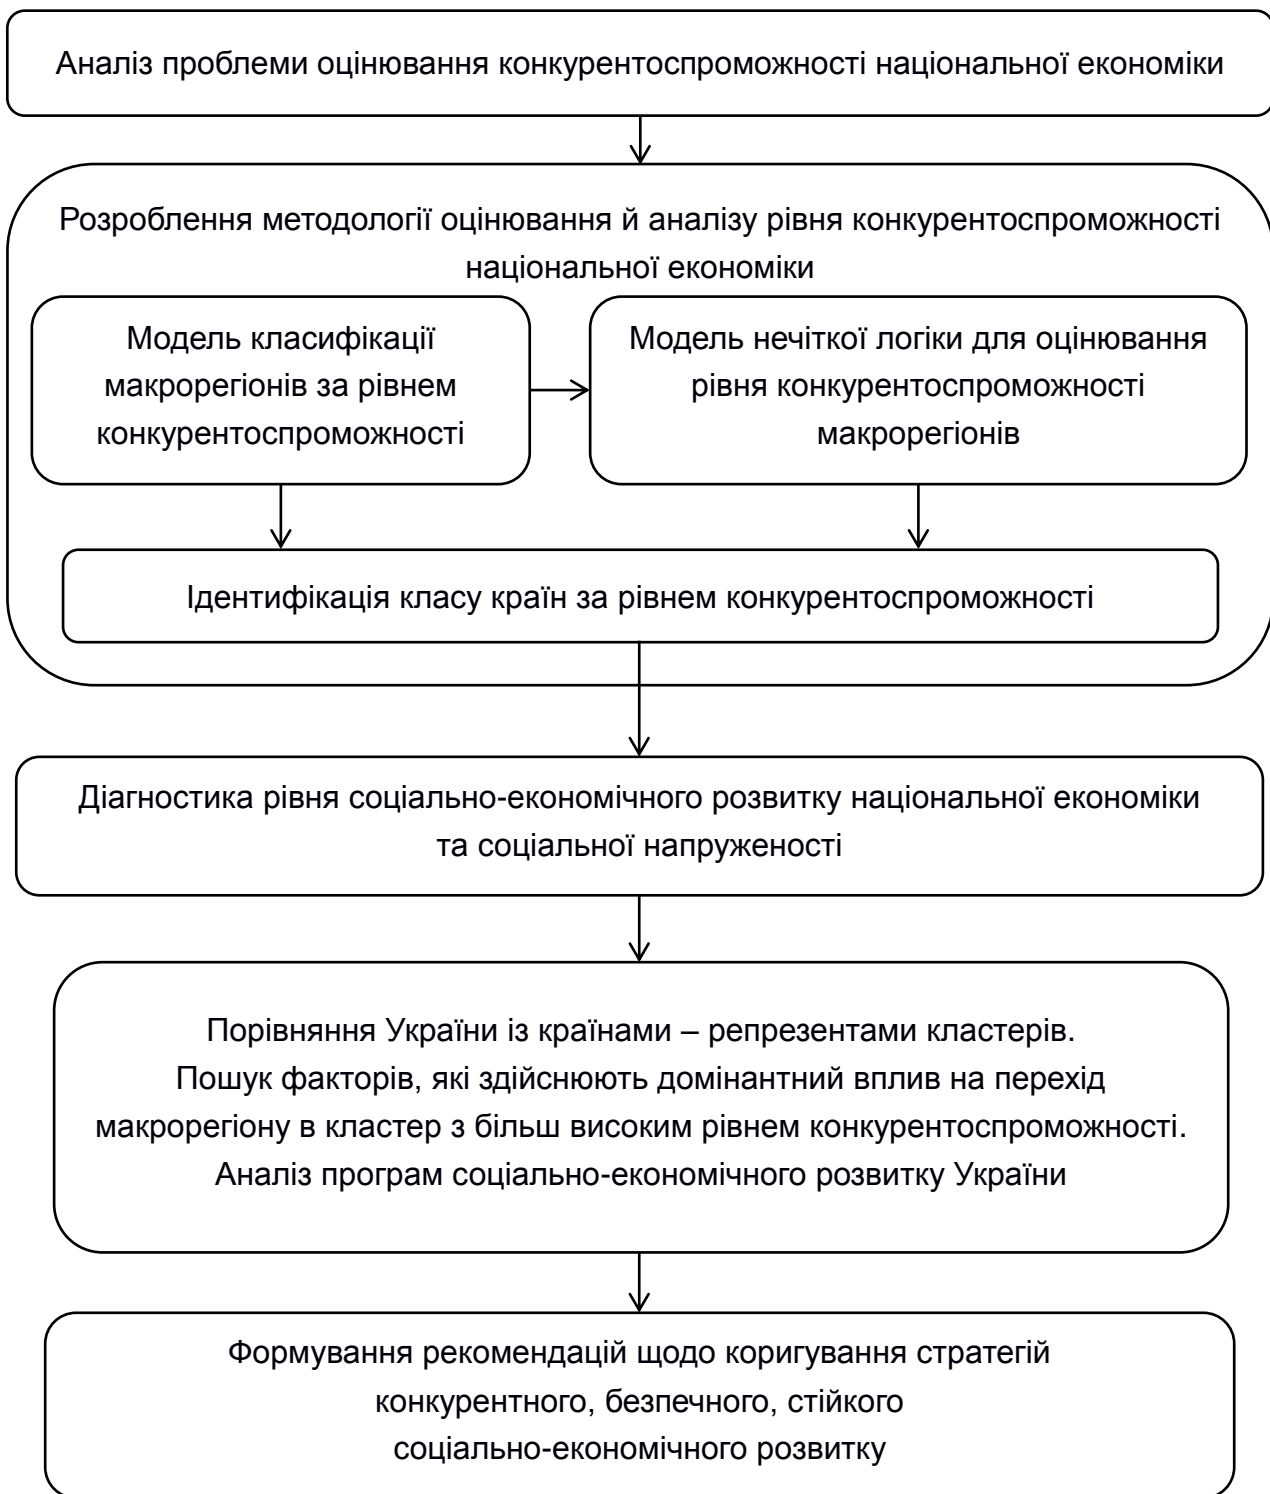 Аналіз проблеми оцінювання конкурентоспроможності національної економіки
Розроблення методології оцінювання й аналізу рівня конкурентоспроможності
національної економіки
Модель класифікації
макрорегіонів за рівнем
конкурентоспроможності
Модель нечіткої логіки для оцінювання
рівня конкурентоспроможності
макрорегіонів
Ідентифікація класу країн за рівнем конкурентоспроможності
Діагностика рівня соціально-економічного розвитку національної економіки
та соціальної напруженості
Порівняння України із країнами – репрезентами кластерів.
Пошук факторів, які здійснюють домінантний вплив на перехід
макрорегіону в кластер з більш високим рівнем конкурентоспроможності.
Аналіз програм соціально-економічного розвитку України
Формування рекомендацій щодо коригування стратегій
конкурентного, безпечного, стійкого
соціально-економічного розвитку